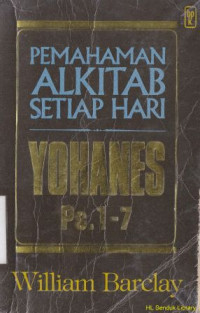 PEMAHAMAN
ALKITAB
SETIAP HARI
YOHANES
Ps. 1-7
William Barclay